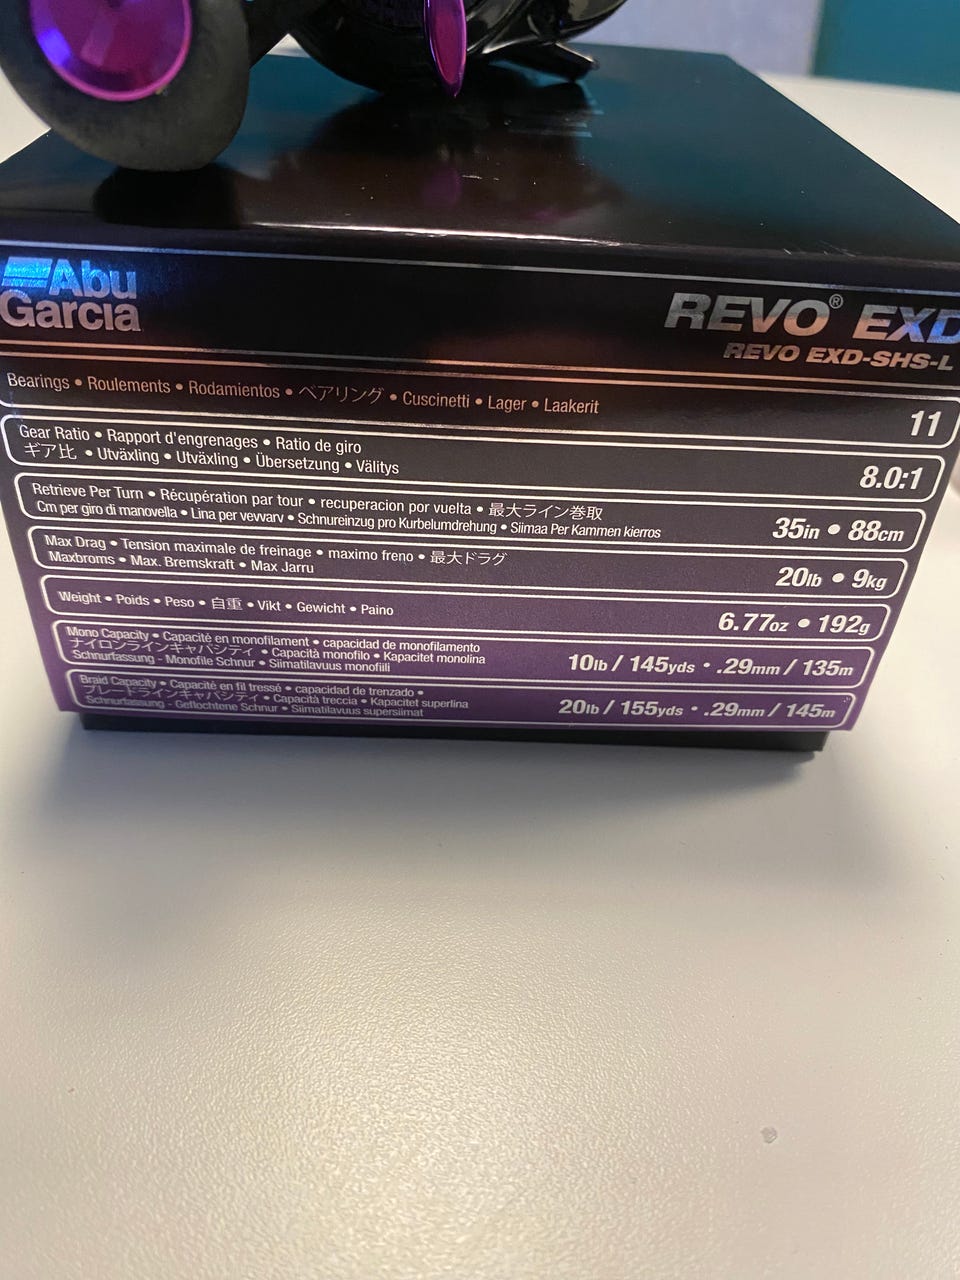 Abu
Garcia
REVO® EXD
REVO EXD-SHS-L
Bearings • Roulements • Rodamientos • ベアリング • Cuscinetti • Lager • Laakerit
11
Gear Ratio • Rapport d'engrenages • Ratio de giro
ギア比 • Utväxling • Utväxling • Übersetzung • Välitys
8.0:1
Retrieve Per Turn • Récupération par tour • recuperacion por vuelta • 最大ライン巻取
Cm per giro di manovella • Lina per vevvarv • Schnureinzug pro Kurbelumdrehung • Siimaa Per Kammen kierros
35in • 88cm
Max Drag • Tension maximale de freinage • maximo freno • 最大ドラグ
Maxbroms • Max. Bremskraft • Max Jarru
20lb • 9kg
Weight • Poids • Peso • 自重 • Vikt • Gewicht • Paino
6.77oz • 192g
Mono Capacity • Capacité en monofilament • capacidad de monofilamento
ナイロンラインキャパシティ • Capacità monofilo • Kapacitet monolina
Schnurfassung - Monofile Schnur • Siimatilavuus monofiili
10lb / 145yds • .29mm / 135m
Braid Capacity • Capacité en fil tressé • capacidad de trenzado •
ブレードラインキャパシティ • Capacità treccia • Kapacitet superlina
Schnurfassung - Geflochtene Schnur • Siimatilavuus supersiimat
20lb / 155yds • .29mm / 145m